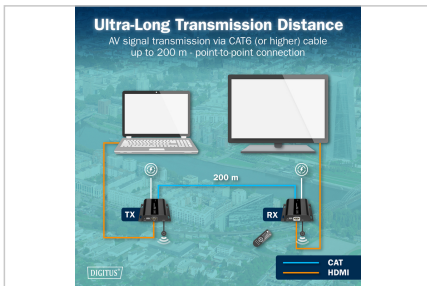 Ultra-Long Transmission Distance
AV signal transmission via CAT6 (or higher) cable
up to 200 m - point-to-point connection
200 m
TX
RX
DIGITUS
CAT
HDMI